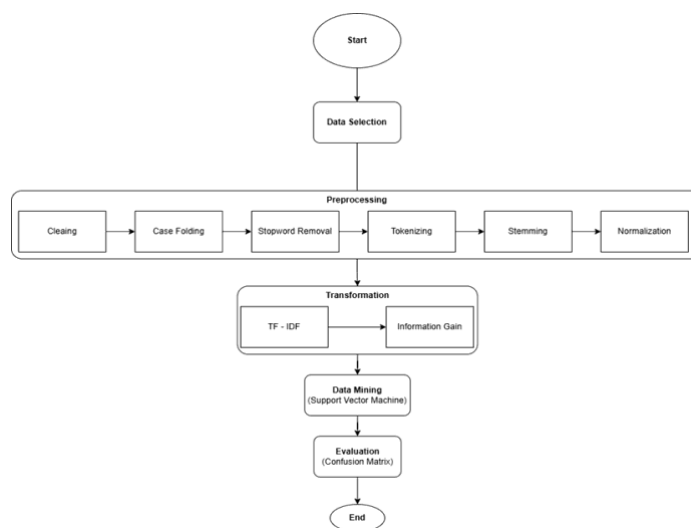 Start
Data Selection
Preprocessing
Cleaing
Case Folding
Stopword Removal
Tokenizing
Stemming
Normalization
Transformation
TF - IDF
Information Gain
Data Mining
(Support Vector Machine)
Evaluation
(Confusion Matrix)
End